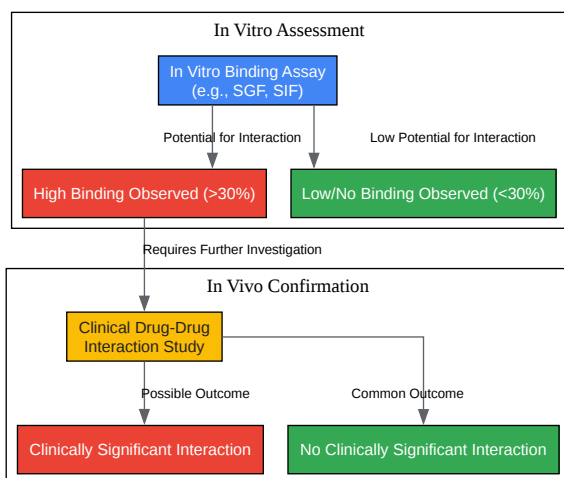 In Vitro Assessment
In Vitro Binding Assay
(e.g., SGF, SIF)
Potential for Interaction
Low Potential for Interaction
High Binding Observed (>30%)
Low/No Binding Observed (<30%)
Requires Further Investigation
In Vivo Confirmation
Clinical Drug-Drug
Interaction Study
Possible Outcome
Common Outcome
Clinically Significant Interaction
No Clinically Significant Interaction